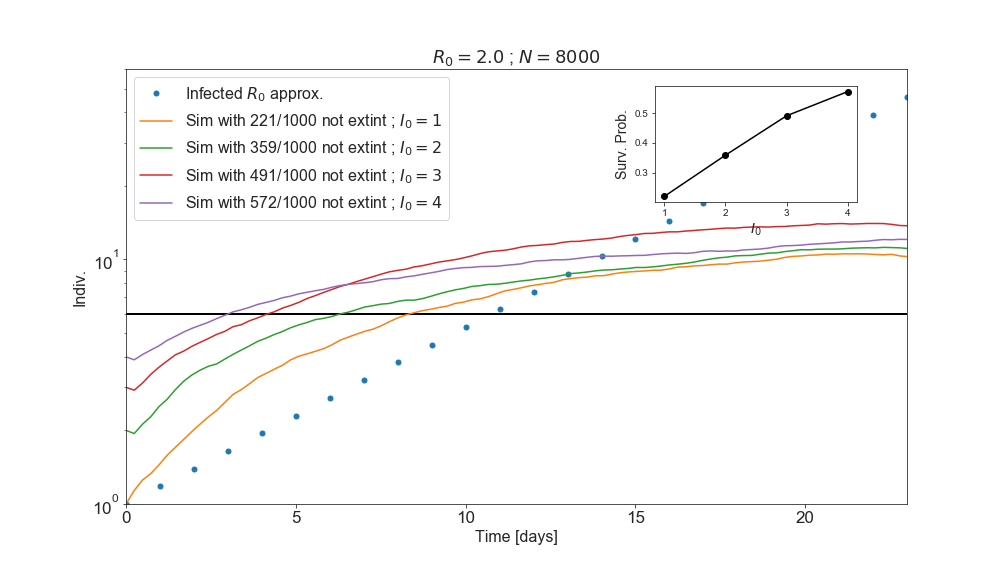 R₀ = 2.0 ; N = 8000
Infected R₀ approx.
Sim with 221/1000 not extint ; I₀ = 1
Sim with 359/1000 not extint ; I₀ = 2
Sim with 491/1000 not extint ; I₀ = 3
Sim with 572/1000 not extint ; I₀ = 4
Surv. Prob.
0.5
0.4
0.3
1 2 3 4
I₀
Indiv.
10¹
10⁰
0 5 10 15 20
Time [days]